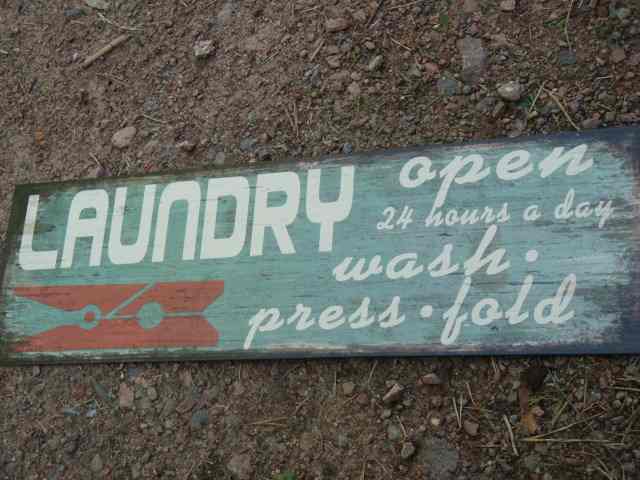 LAUNDRY
open
24 hours a day
wash·
press·fold